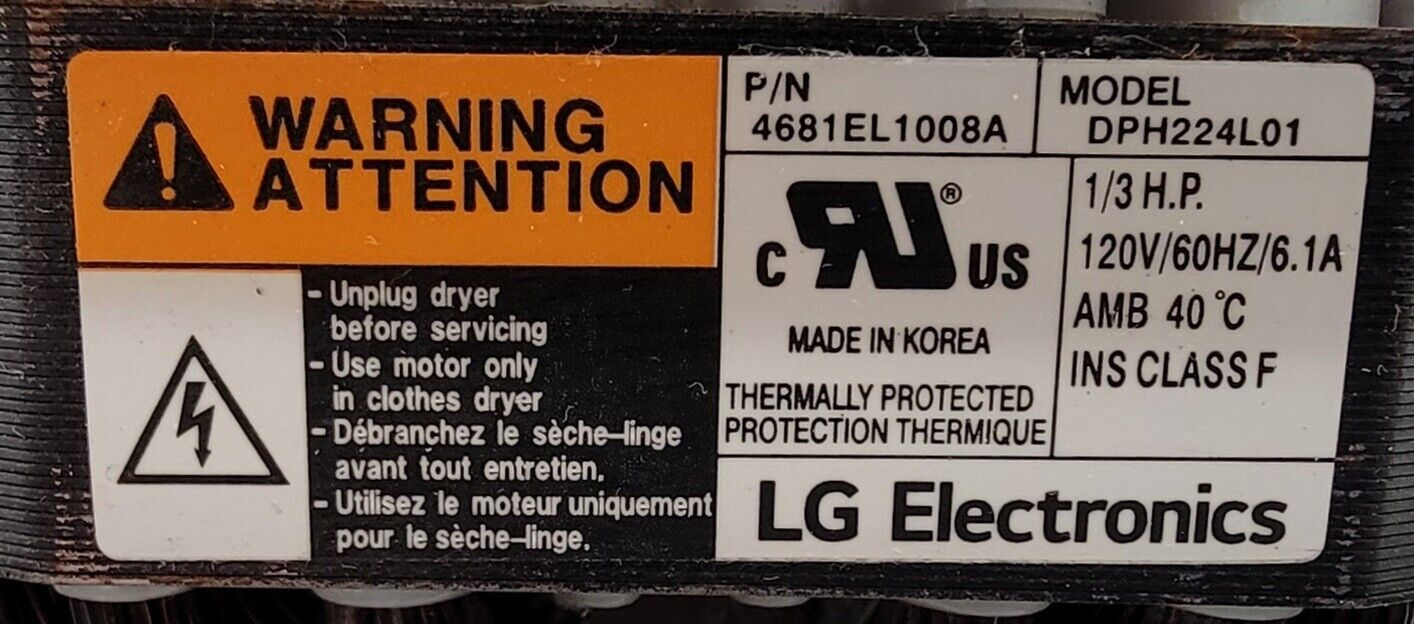 WARNING
ATTENTION
- Unplug dryer
before servicing
- Use motor only
in clothes dryer
- Débranchez le sèche-linge
avant tout entretien.
- Utilisez le moteur uniquement
pour le sèche-linge.
P/N
4681EL1008A
MODEL
DPH224L01
C RU® US
MADE IN KOREA
THERMALLY PROTECTED
PROTECTION THERMIQUE
1/3 H.P.
120V/60HZ/6.1A
AMB 40 °C
INS CLASS F
LG Electronics